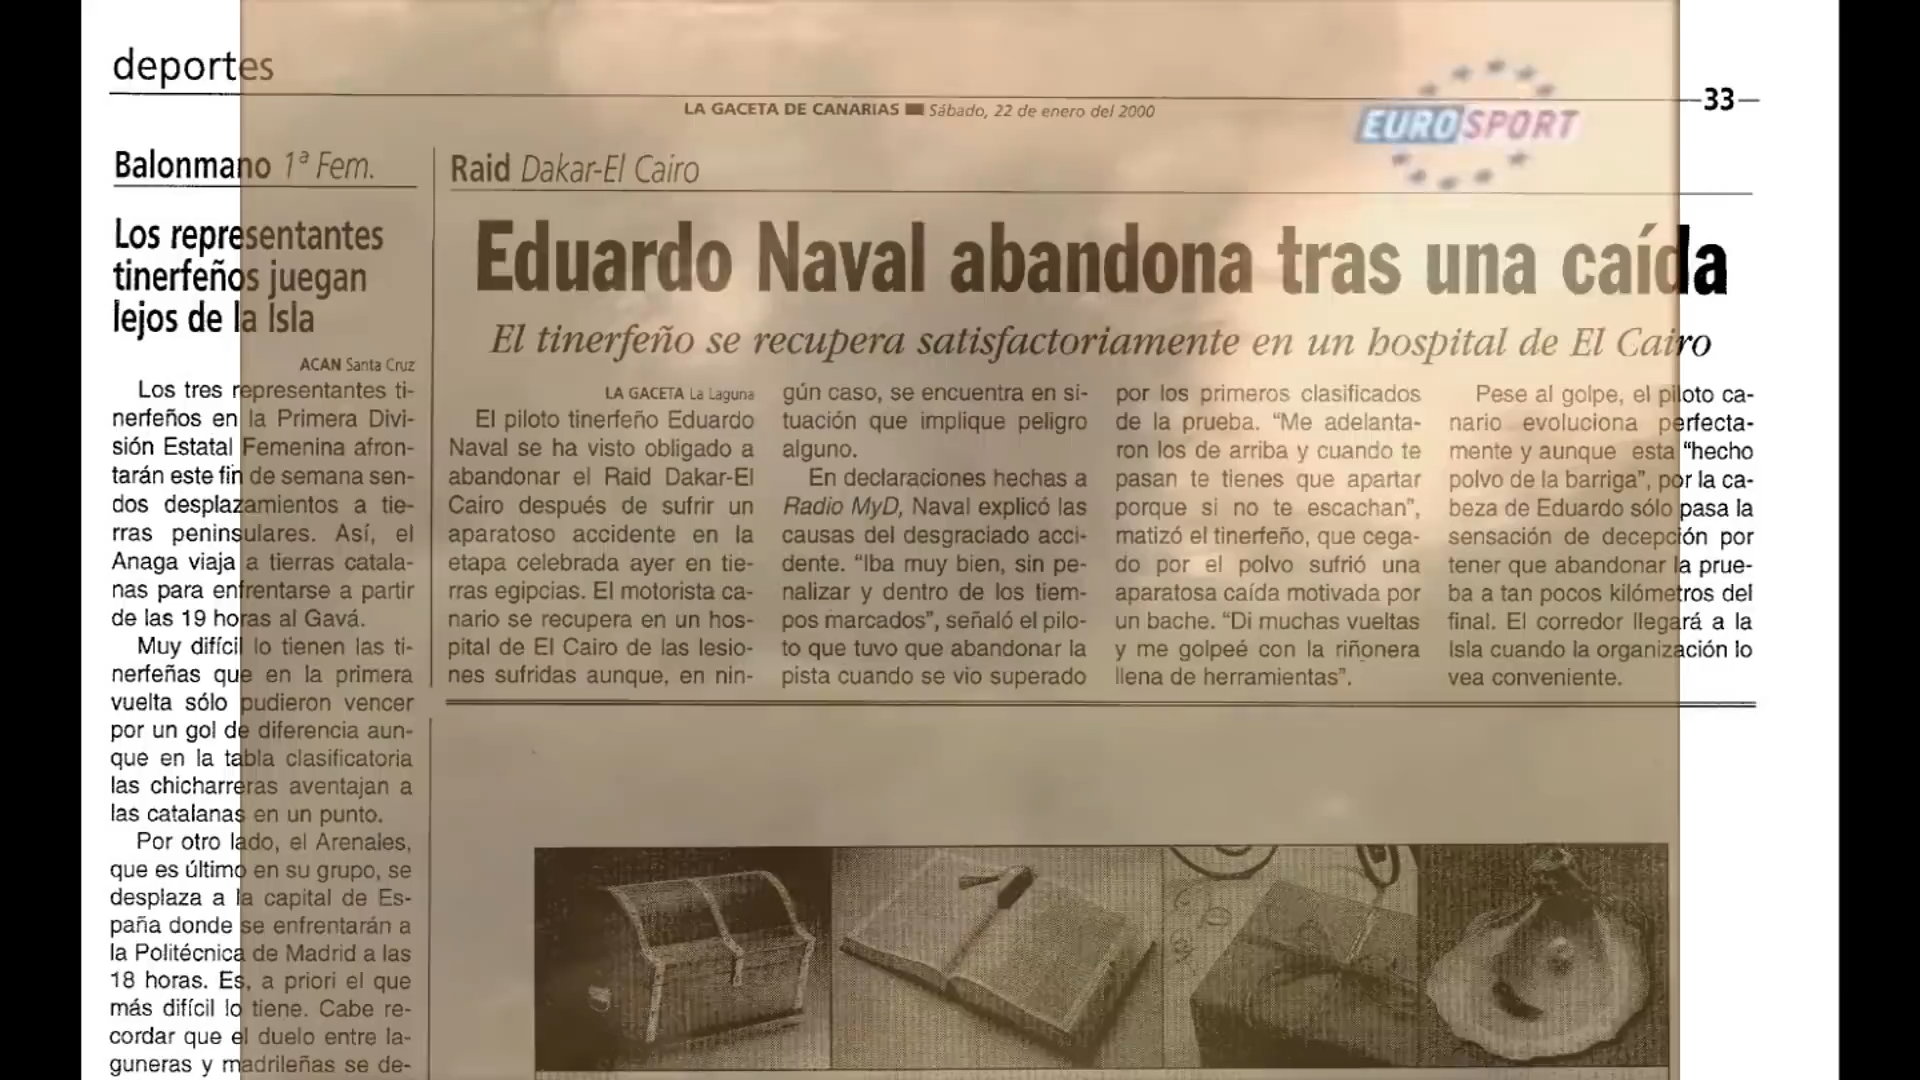 deportes
LA GACETA DE CANARIAS Sábado, 22 de enero del 2000
33
EUROSPORT
Balonmano 1ª Fem.
Los representantes
tinerfeños juegan
lejos de la Isla
ACAN Santa Cruz
Los tres representantes ti-
nerfeños en la Primera Divi-
sión Estatal Femenina afron-
tarán este fin de semana sen-
dos desplazamientos a tie-
rras peninsulares. Así, el
Anaga viaja a tierras catala-
nas para enfrentarse a partir
de las 19 horas al Gavá.
Muy difícil lo tienen las ti-
nerfeñas que en la primera
vuelta sólo pudieron vencer
por un gol de diferencia aun-
que en la tabla clasificatoria
las chicharreras aventajan a
las catalanas en un punto.
Por otro lado, el Arenales,
que es último en su grupo, se
desplaza a la capital de Es-
paña donde se enfrentarán a
la Politécnica de Madrid a las
18 horas. Es, a priori el que
más difícil lo tiene. Cabe re-
cordar que el duelo entre la-
guneras y madrileñas se de-
Raid Dakar-El Cairo
Eduardo Naval abandona tras una caída
El tinerfeño se recupera satisfactoriamente en un hospital de El Cairo
LA GACETA La Laguna
El piloto tinerfeño Eduardo
Naval se ha visto obligado a
abandonar el Raid Dakar-El
Cairo después de sufrir un
aparatoso accidente en la
etapa celebrada ayer en tie-
rras egipcias. El motorista ca-
nario se recupera en un hos-
pital de El Cairo de las lesio-
nes sufridas aunque, en nin-
gún caso, se encuentra en si-
tuación que implique peligro
alguno.
En declaraciones hechas a
Radio MyD, Naval explicó las
causas del desgraciado acci-
dente. “Iba muy bien, sin pe-
nalizar y dentro de los tiem-
pos marcados”, señaló el pilo-
to que tuvo que abandonar la
pista cuando se vio superado
por los primeros clasificados
de la prueba. “Me adelanta-
ron los de arriba y cuando te
pasan te tienes que apartar
porque si no te escachan”,
matizó el tinerfeño, que cega-
do por el polvo sufrió una
aparatosa caída motivada por
un bache. “Di muchas vueltas
y me golpeé con la riñonera
llena de herramientas”.
Pese al golpe, el piloto ca-
nario evoluciona perfecta-
mente y aunque esta “hecho
polvo de la barriga”, por la ca-
beza de Eduardo sólo pasa la
sensación de decepción por
tener que abandonar la prue-
ba a tan pocos kilómetros del
final. El corredor llegará a la
Isla cuando la organización lo
vea conveniente.